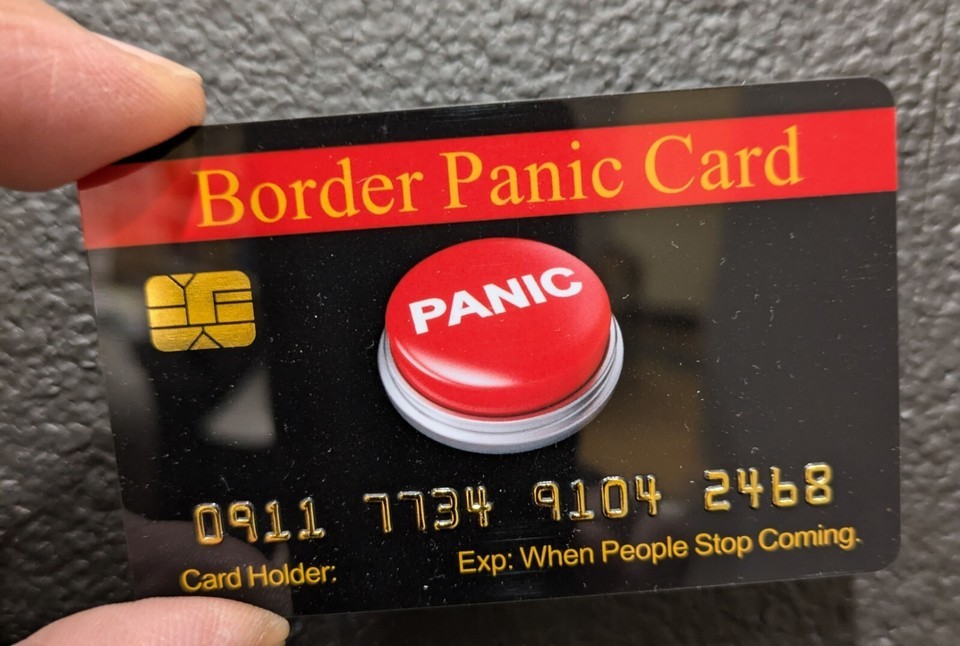 Border Panic Card
PANIC
0911 7734 9104 2468
Card Holder:
Exp: When People Stop Coming.